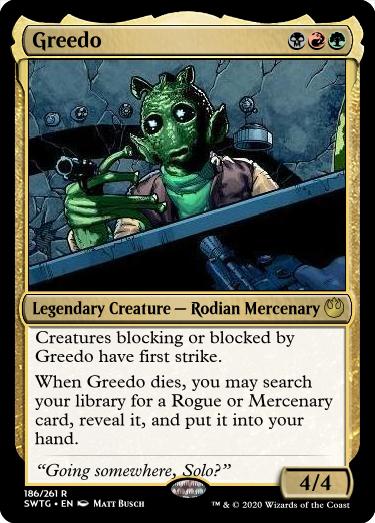 Greedo
Legendary Creature — Rodian Mercenary
Creatures blocking or blocked by
Greedo have first strike.
When Greedo dies, you may search
your library for a Rogue or Mercenary
card, reveal it, and put it into your
hand.
“Going somewhere, Solo?”
4/4
186/261 R
SWTG • EN Matt Busch
™ & © 2020 Wizards of the Coast